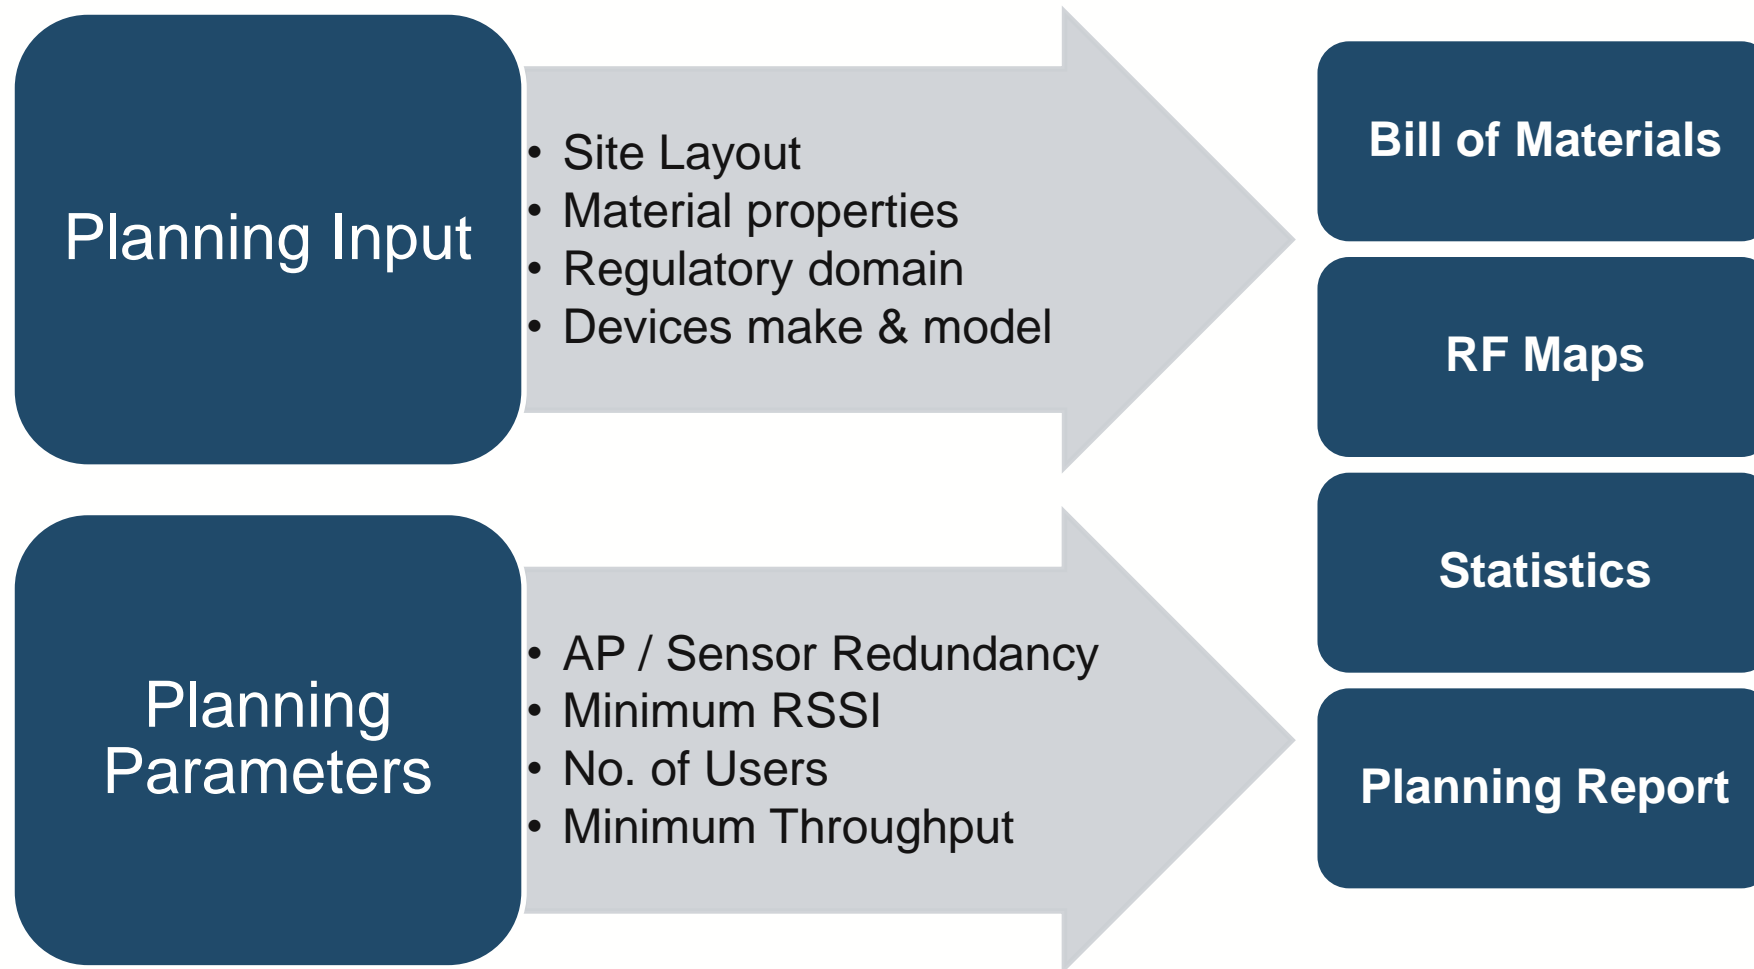 Planning Input
• Site Layout
• Material properties
• Regulatory domain
• Devices make & model
Planning
Parameters
• AP / Sensor Redundancy
• Minimum RSSI
• No. of Users
• Minimum Throughput
Bill of Materials
RF Maps
Statistics
Planning Report